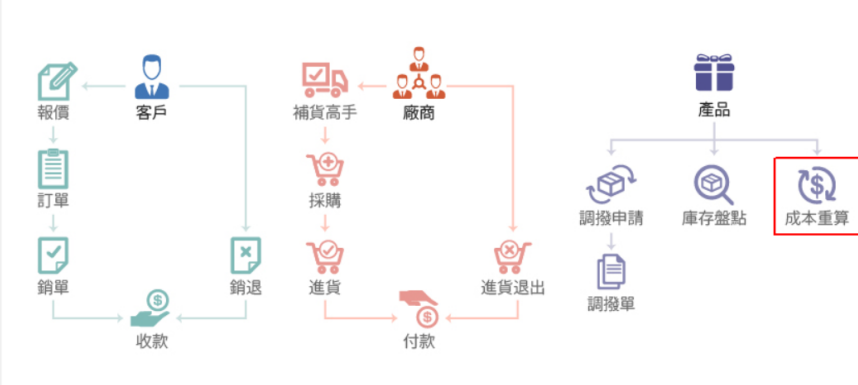 報價
客戶
訂單
銷單
銷退
收款
補貨高手
廠商
採購
進貨
進貨退出
付款
產品
調撥申請
庫存盤點
成本重算
調撥單